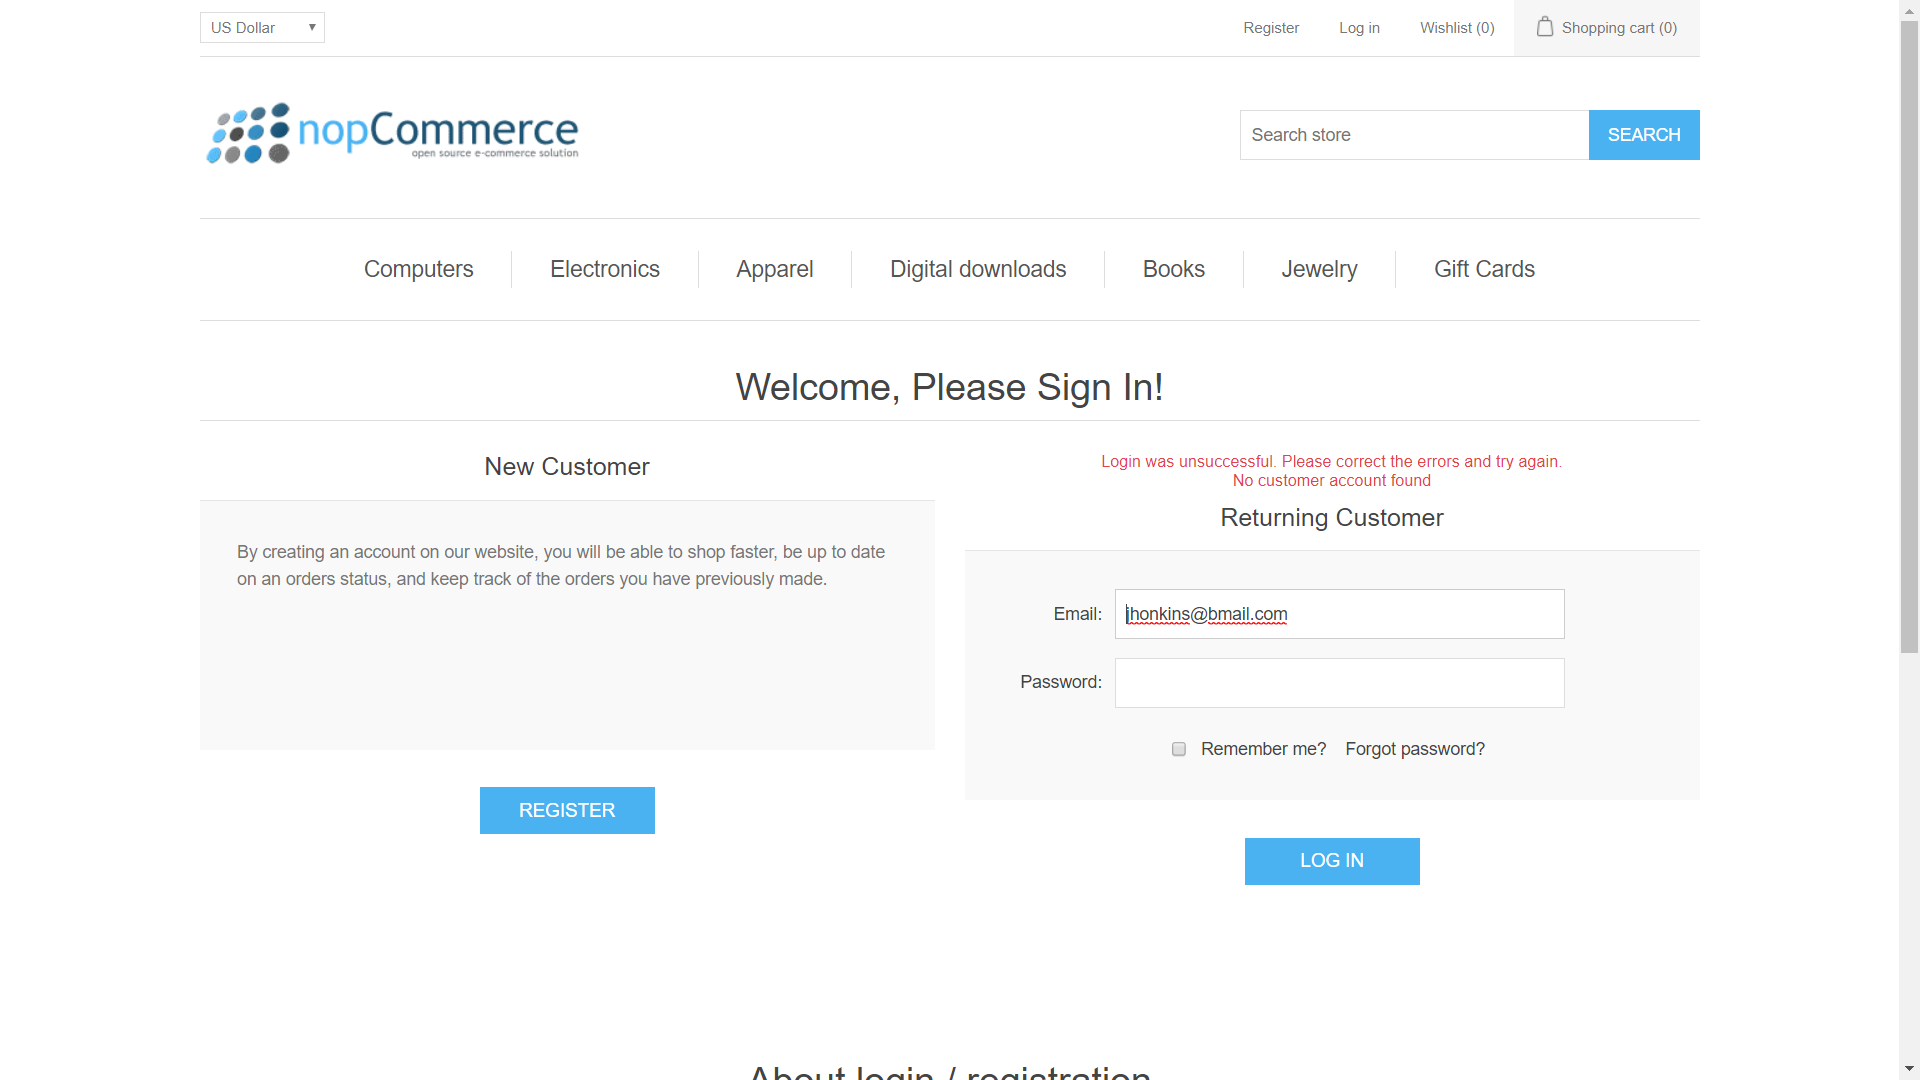 US Dollar
Register
Log in
Wishlist (0)
Shopping cart (0)
nopCommerce
open source e-commerce solution
Search store
SEARCH
Computers
Electronics
Apparel
Digital downloads
Books
Jewelry
Gift Cards
Welcome, Please Sign In!
New Customer
By creating an account on our website, you will be able to shop faster, be up to date
on an orders status, and keep track of the orders you have previously made.
REGISTER
Login was unsuccessful. Please correct the errors and try again.
No customer account found
Returning Customer
Email:
jhonkins@bmail.com
Password:
Remember me?
Forgot password?
LOG IN
About login / registration